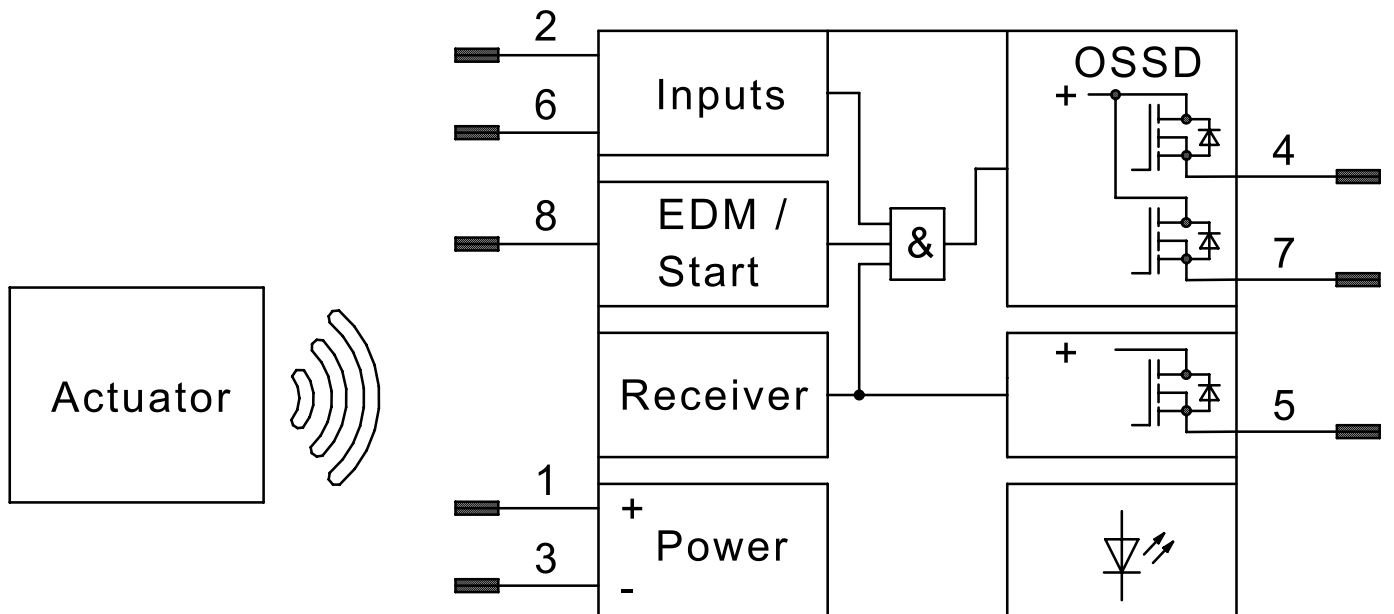 2
Inputs
6
OSSD
+
4
8
EDM /
Start
&
7
Actuator
Receiver
+
5
1
+
Power
3
-